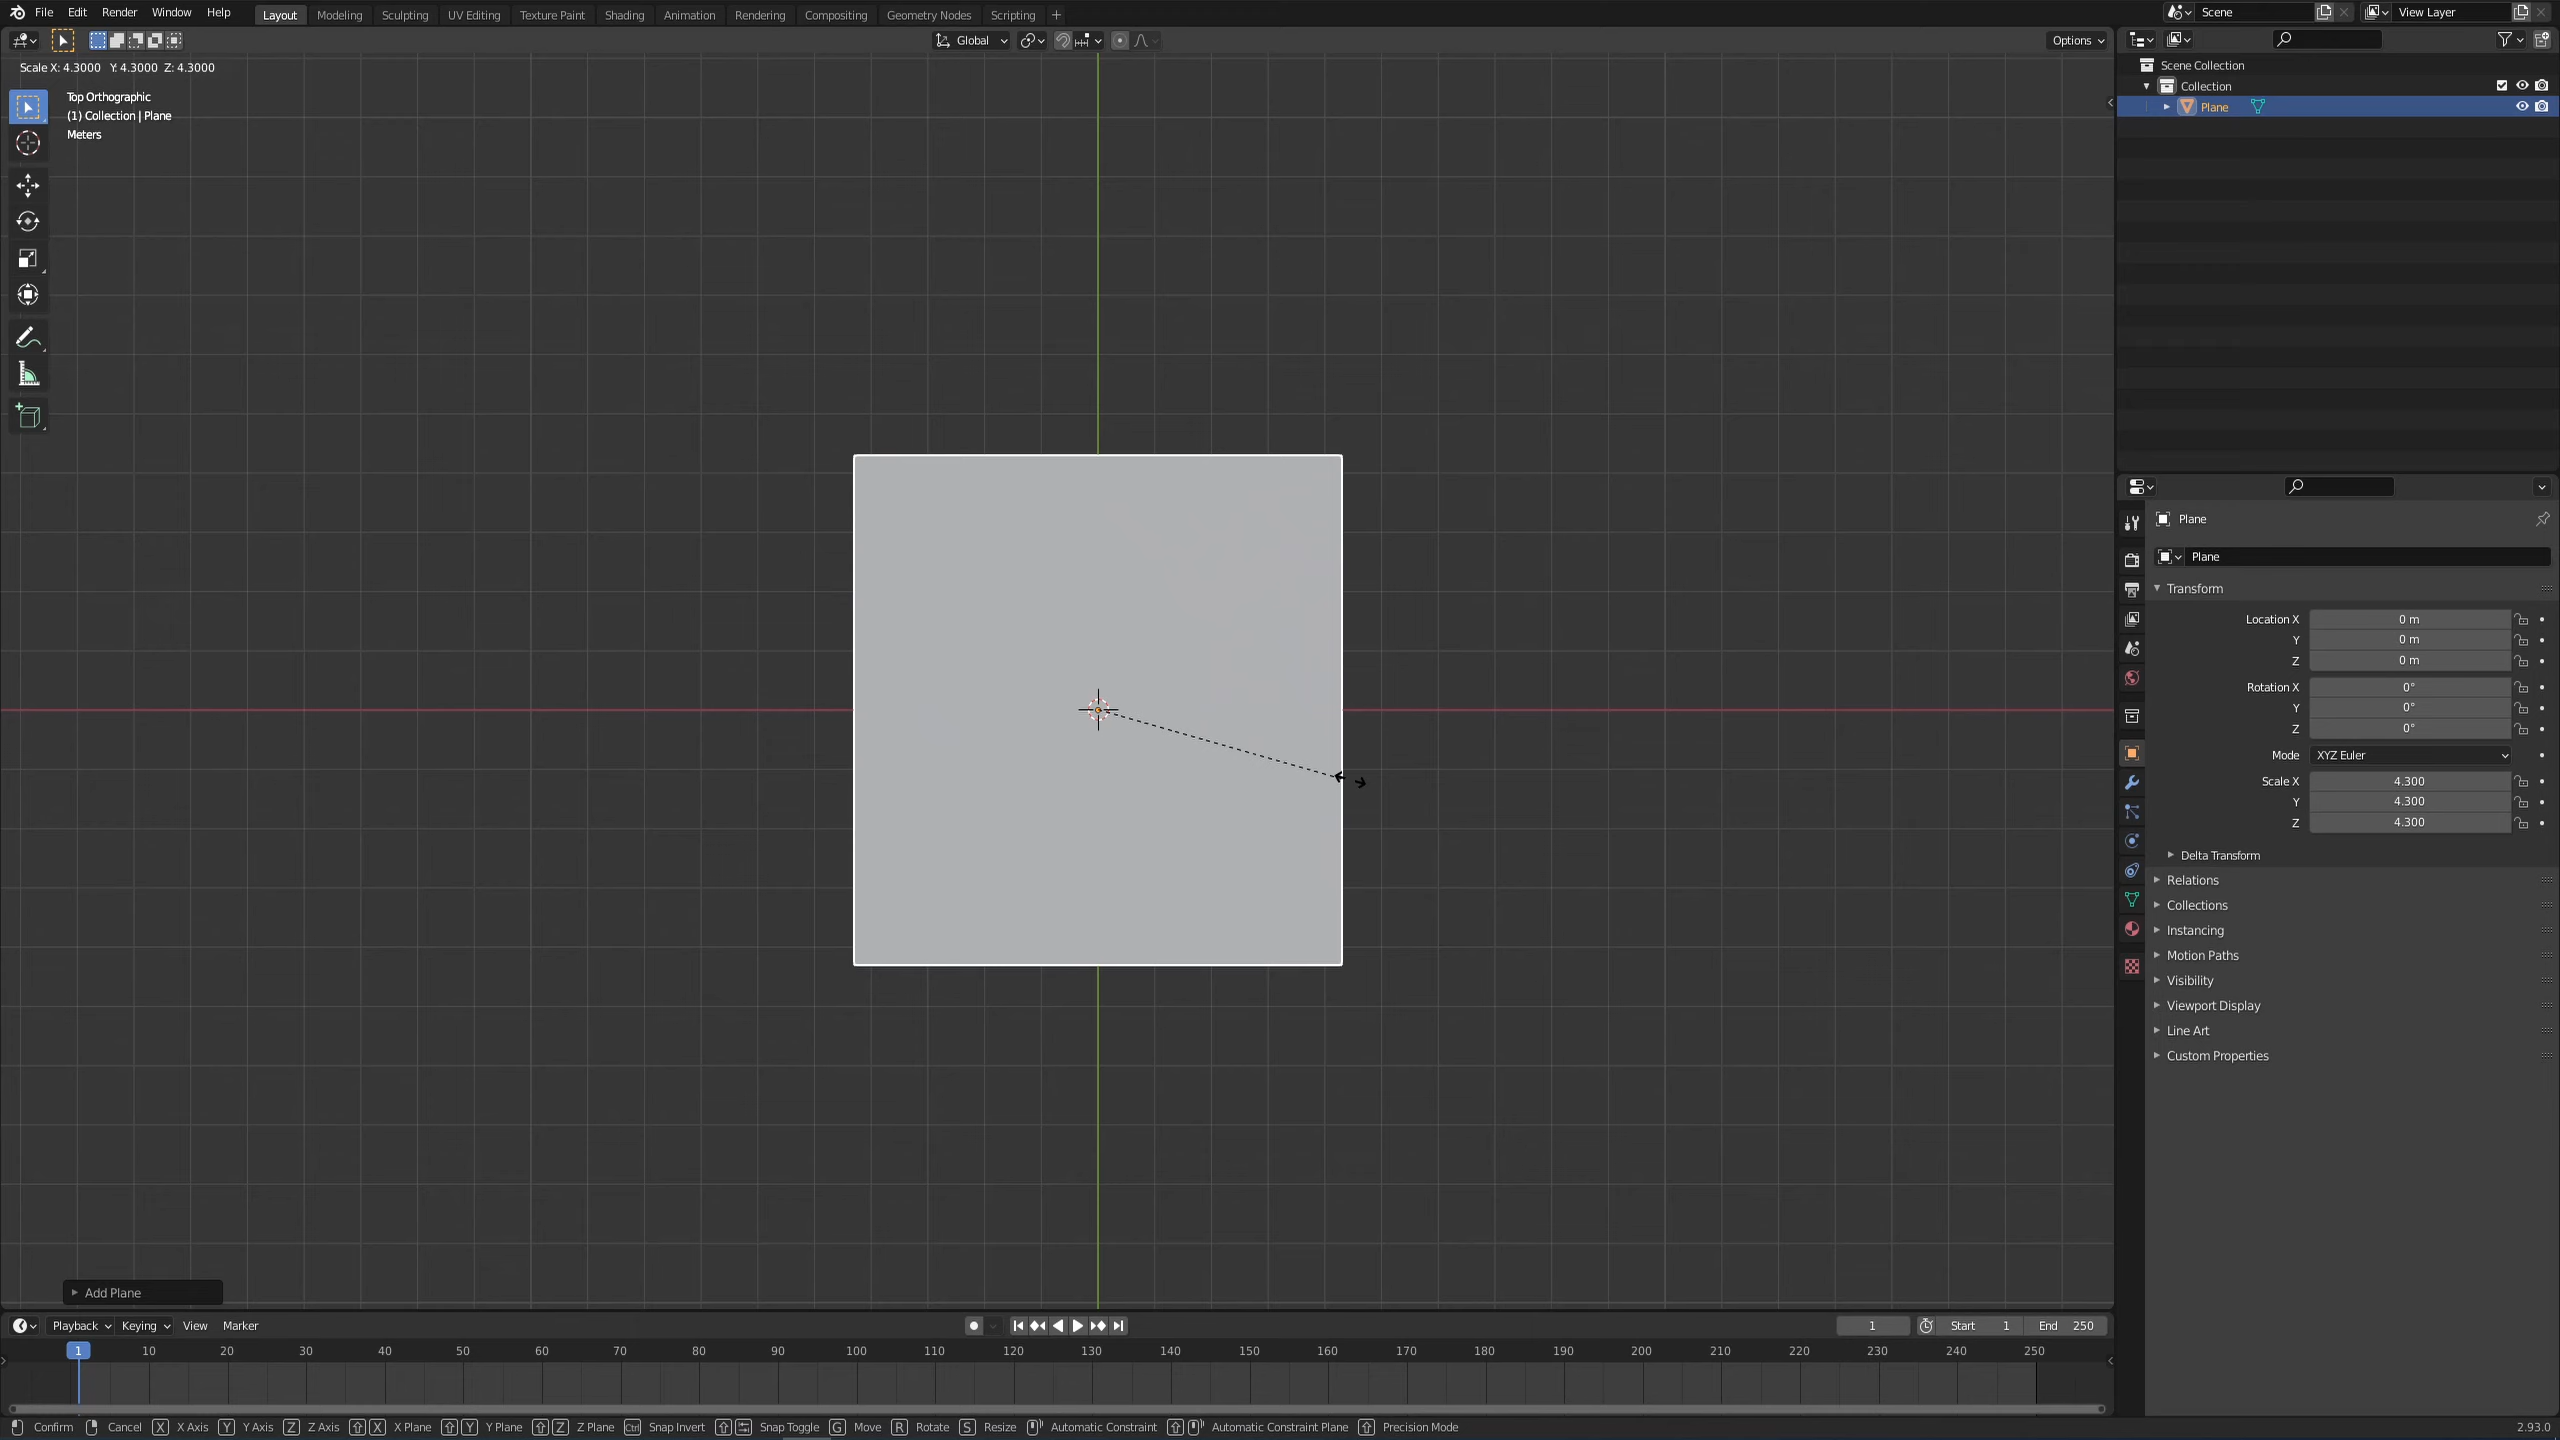 File Edit Render Window Help Layout Modeling Sculpting UV Editing Texture Paint Shading Animation Rendering Compositing Geometry Nodes Scripting + Scene View Layer
Global Options
Scale X: 4.3000 Y: 4.3000 Z: 4.3000
Top Orthographic
(1) Collection | Plane
Meters
Scene Collection
Collection
Plane
Plane
Plane
Transform
Location X 0 m
Y 0 m
Z 0 m
Rotation X 0°
Y 0°
Z 0°
Mode XYZ Euler
Scale X 4.300
Y 4.300
Z 4.300
Delta Transform
Relations
Collections
Instancing
Motion Paths
Visibility
Viewport Display
Line Art
Custom Properties
Add Plane
Playback Keying View Marker 1 Start 1 End 250
1 10 20 30 40 50 60 70 80 90 100 110 120 130 140 150 160 170 180 190 200 210 220 230 240 250
Confirm Cancel X X Axis Y Y Axis Z Z Axis X X Plane Y Y Plane Z Z Plane Ctrl Snap Invert Snap Toggle G Move R Rotate S Resize Automatic Constraint Automatic Constraint Plane Precision Mode 2.93.0